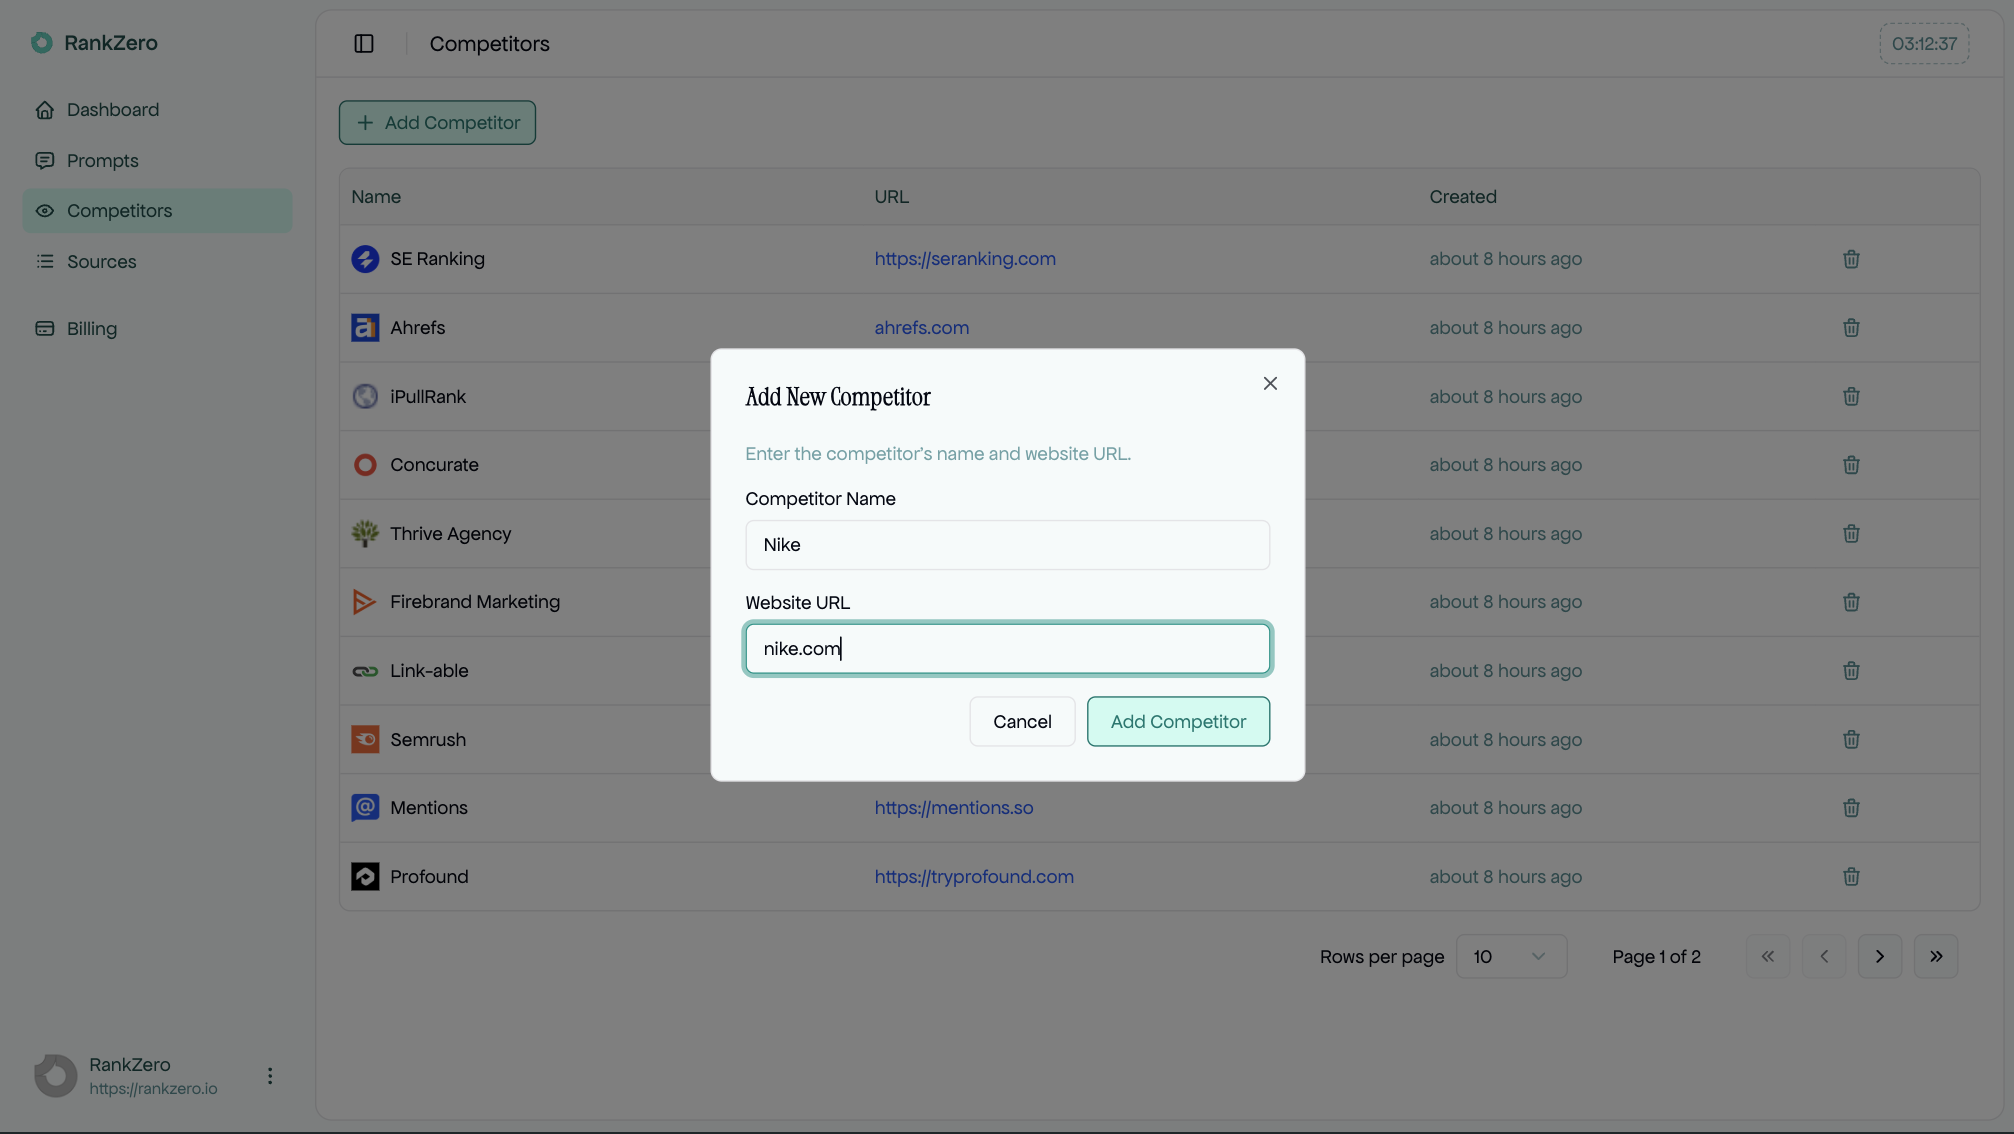 RankZero
Dashboard
Prompts
Competitors
Sources
Billing
RankZero
https://rankzero.io
Competitors
03:12:37
Add Competitor
Name URL Created
SE Ranking https://seranking.com about 8 hours ago
Ahrefs ahrefs.com about 8 hours ago
iPullRank about 8 hours ago
Concurate about 8 hours ago
Thrive Agency about 8 hours ago
Firebrand Marketing about 8 hours ago
Link-able about 8 hours ago
Semrush about 8 hours ago
Mentions https://mentions.so about 8 hours ago
Profound https://tryprofound.com about 8 hours ago
Rows per page 10 Page 1 of 2
Add New Competitor
Enter the competitor's name and website URL.
Competitor Name
Nike
Website URL
nike.com
Cancel Add Competitor